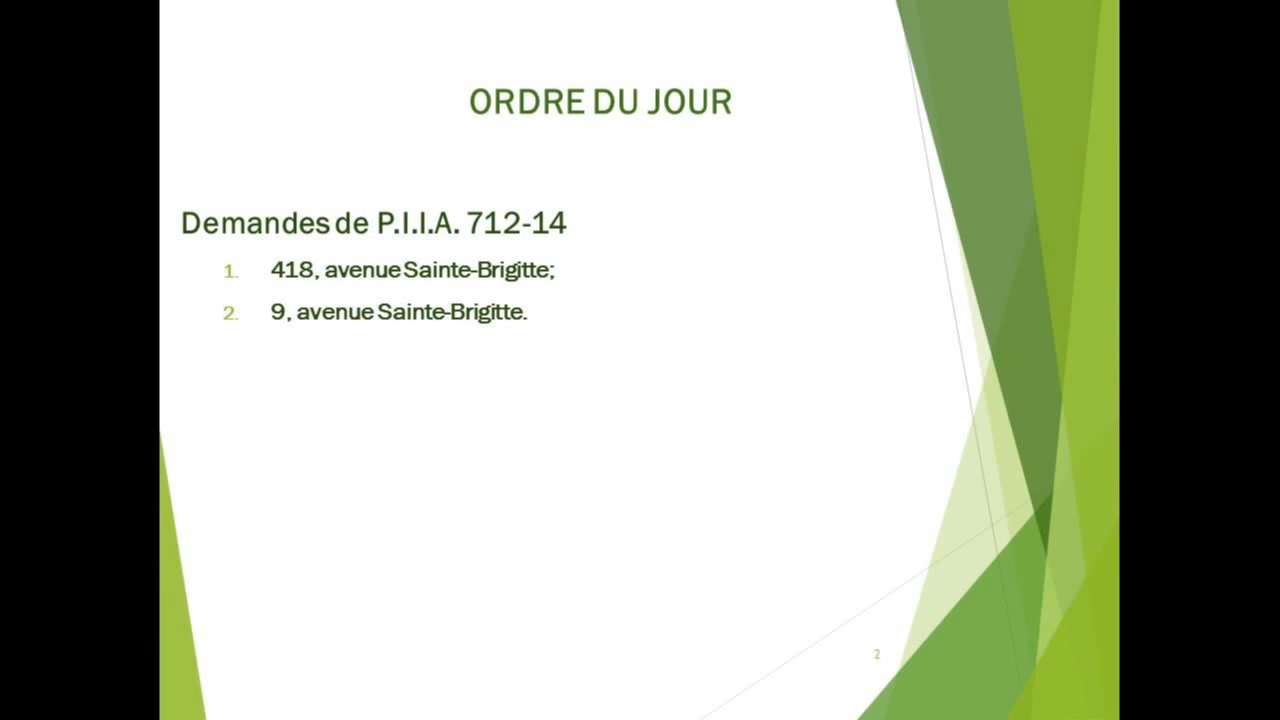 ORDRE DU JOUR
Demandes de P.I.I.A. 712-14
1. 418, avenue Sainte-Brigitte;
2. 9, avenue Sainte-Brigitte.
2